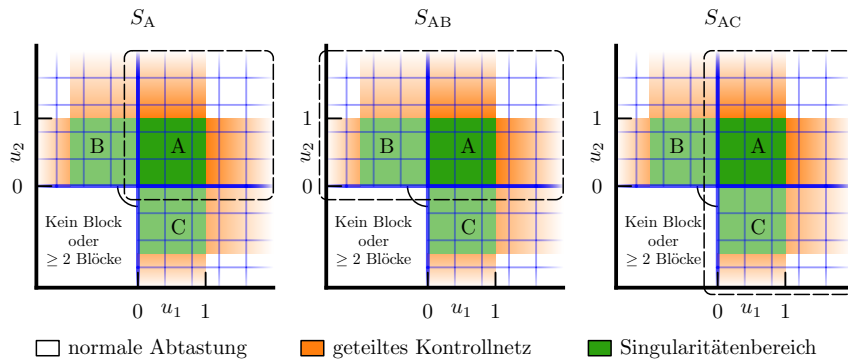 S_A
S_AB
S_AC
1
u_2
0
B
A
C
Kein Block
oder
≥ 2 Blöcke
0
u_1
1
1
u_2
0
B
A
C
Kein Block
oder
≥ 2 Blöcke
0
u_1
1
1
u_2
0
B
A
C
Kein Block
oder
≥ 2 Blöcke
0
u_1
1
normale Abtastung
geteiltes Kontrollnetz
Singularitätenbereich